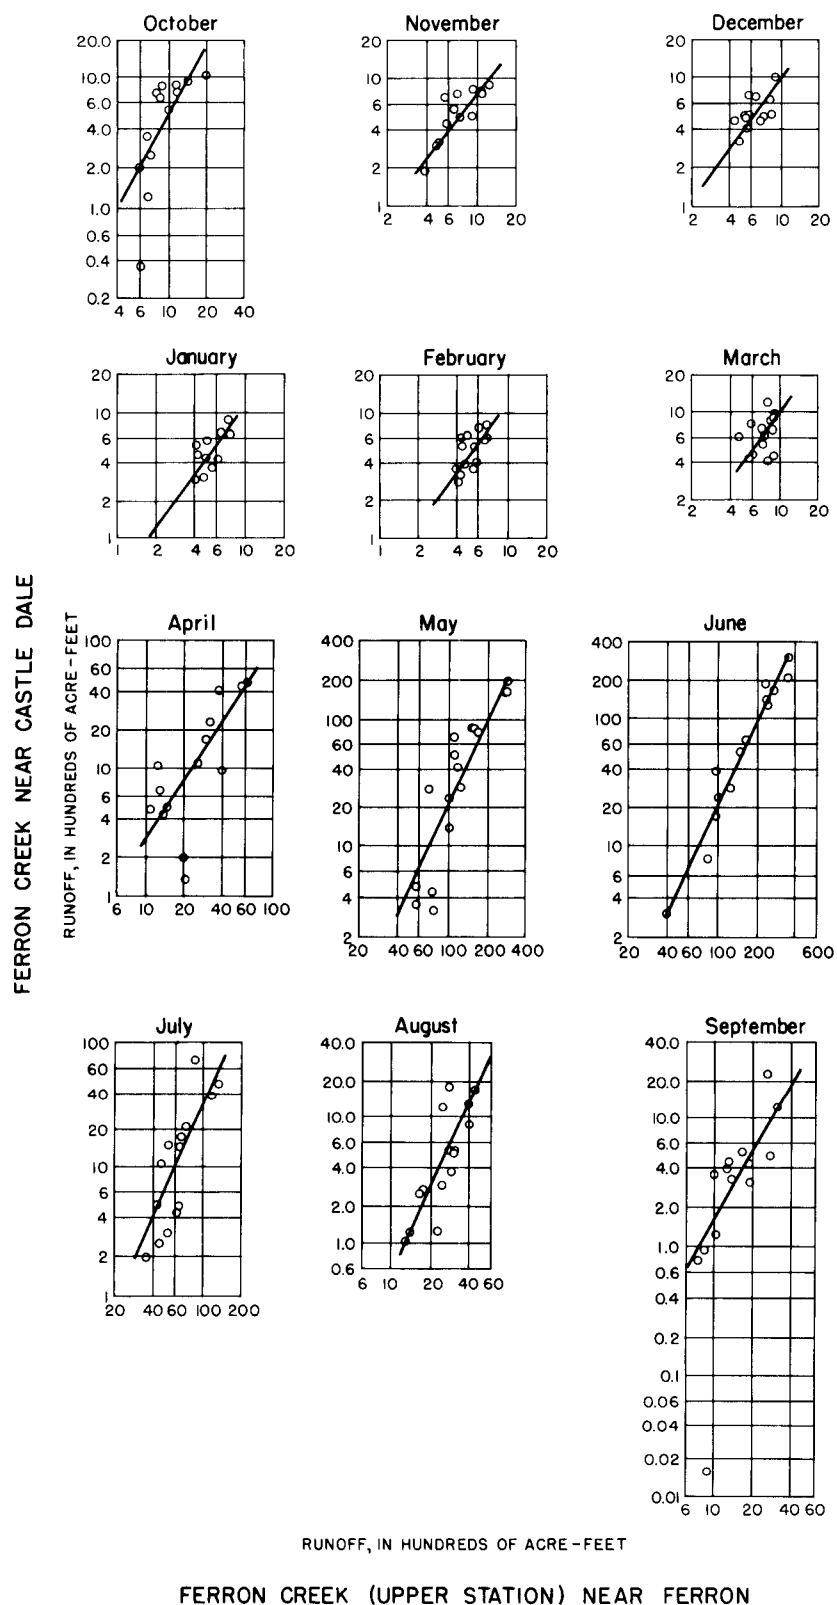 October November December
20.0 20 20
10.0 10 10
6.0 6 6
4.0 4 4
2.0 2 2
1.0 1 1
2 4 6 10 20 2 4 6 10 20
0.6
0.4
0.2
4 6 10 20 40
January February March
20 20 20
10 10 10
6 6 6
4 4 4
2 2 2
2 4 6 10 20
1 1
1 2 4 6 10 20 1 2 4 6 10 20
FERRON CREEK NEAR CASTLE DALE
RUNOFF, IN HUNDREDS OF ACRE-FEET
April May June
100 400 400
60 200 200
40 100 100
20 60 60
10 40 40
6 20 20
4 10 10
2 6 6
1 4 4
6 10 20 40 60 100 2 2
20 40 60 100 200 400 20 40 60 100 200 600
July August September
100 40.0 40.0
60 20.0 20.0
40 10.0 10.0
20 6.0 6.0
10 4.0 4.0
6 2.0 2.0
4 1.0 1.0
2 0.6 0.6
1 6 10 20 40 60 0.4
20 40 60 100 200 0.2
0.1
0.06
0.04
0.02
0.01
6 10 20 40 60
RUNOFF, IN HUNDREDS OF ACRE-FEET
FERRON CREEK (UPPER STATION) NEAR FERRON